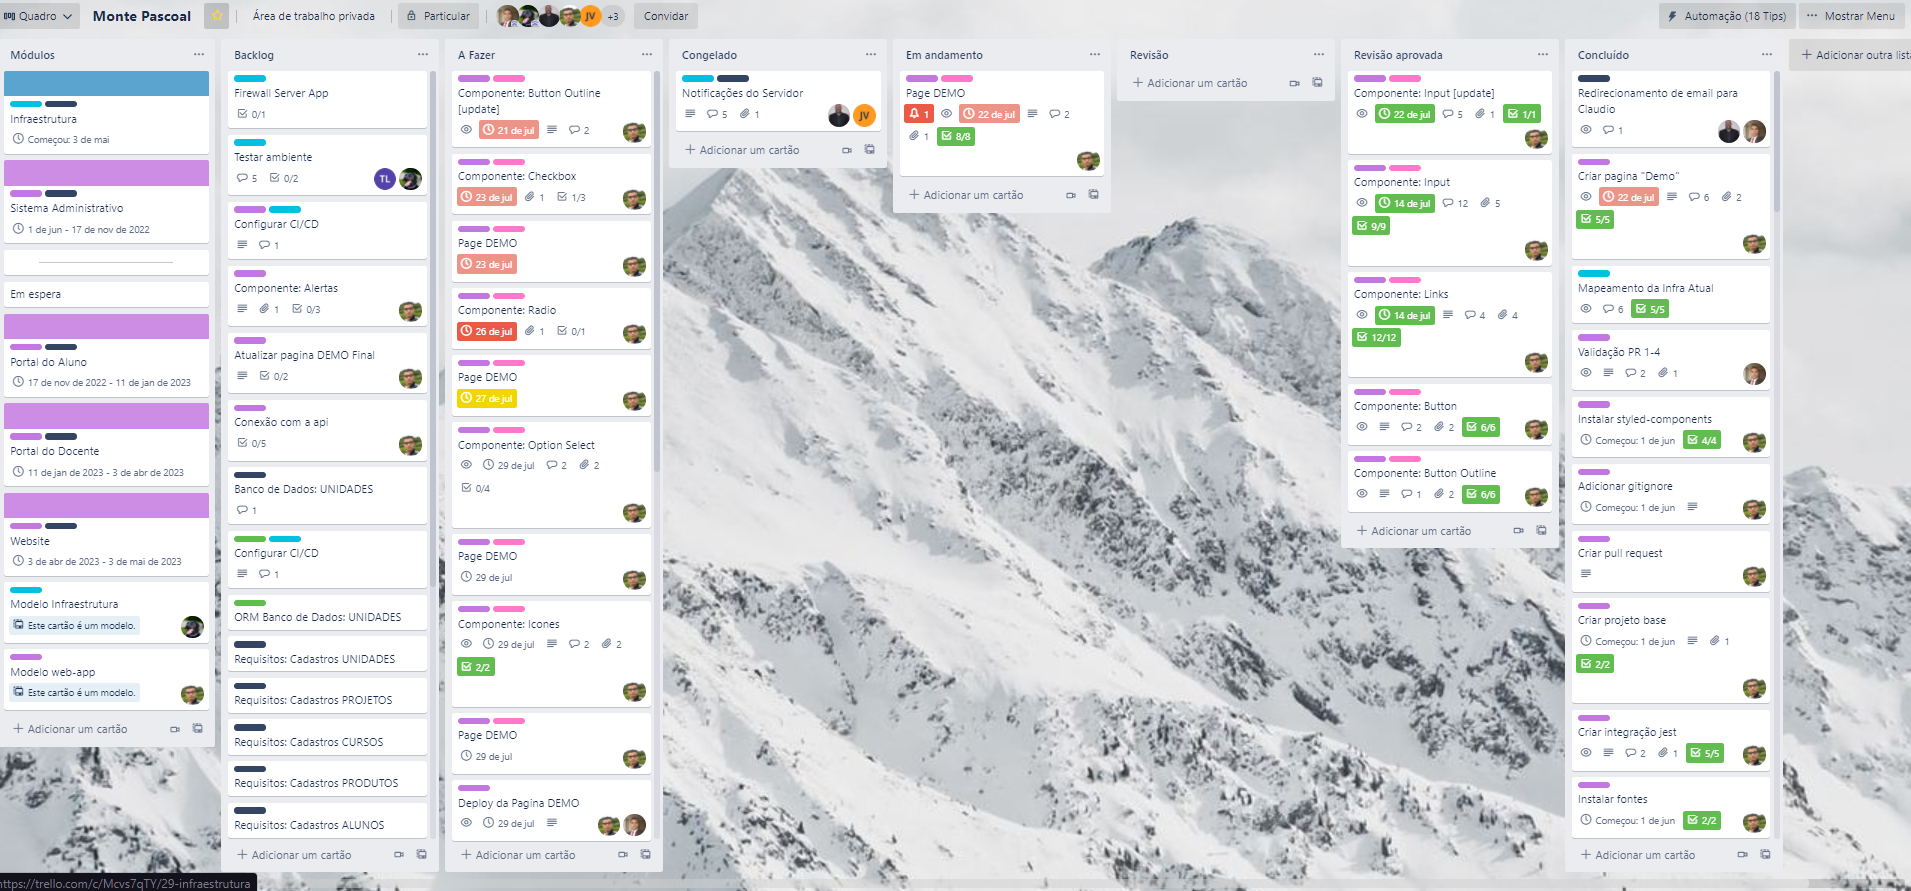 Quadro
Monte Pascoal
Área de trabalho privada
Particular
JV
+3
Convidar
Automação (18 Tips)
Mostrar Menu
Módulos
Infraestrutura
Começou: 3 de mai
Sistema Administrativo
1 de jun - 17 de nov de 2022
Em espera
Portal do Aluno
17 de nov de 2022 - 11 de jan de 2023
Portal do Docente
11 de jan de 2023 - 3 de abr de 2023
Website
3 de abr de 2023 - 3 de mai de 2023
Modelo Infraestrutura
Este cartão é um modelo.
Modelo web-app
Este cartão é um modelo.
Adicionar um cartão
Backlog
Firewall Server App
0/1
Testar ambiente
5 0/2 TL
Configurar CI/CD
1
Componente: Alertas
1 0/3
Atualizar pagina DEMO Final
0/2
Conexão com a api
0/5
Banco de Dados: UNIDADES
1
Configurar CI/CD
1
ORM Banco de Dados: UNIDADES
Requisitos: Cadastros UNIDADES
Requisitos: Cadastros PROJETOS
Requisitos: Cadastros CURSOS
Requisitos: Cadastros PRODUTOS
Requisitos: Cadastros ALUNOS
Adicionar um cartão
A Fazer
Componente: Button Outline
[update]
21 de jul 2
Componente: Checkbox
23 de jul 1 1/3
Page DEMO
23 de jul
Componente: Radio
26 de jul 1 0/1
Page DEMO
27 de jul
Componente: Option Select
29 de jul 2 2
0/4
Page DEMO
29 de jul
Componente: Icones
29 de jul 2 2
2/2
Page DEMO
29 de jul
Deploy da Pagina DEMO
29 de jul
Adicionar um cartão
Congelado
Notificações do Servidor
5 1 JV
Adicionar um cartão
Em andamento
Page DEMO
1 22 de jul 2
1 8/8
Adicionar um cartão
Revisão
Adicionar um cartão
Revisão aprovada
Componente: Input [update]
22 de jul 5 1 1/1
Componente: Input
14 de jul 12 5
9/9
Componente: Links
14 de jul 4 4
12/12
Componente: Button
2 2 6/6
Componente: Button Outline
1 2 6/6
Adicionar um cartão
Concluído
Redirecionamento de email para
Claudio
1
Criar pagina "Demo"
22 de jul 6 2
5/5
Mapeamento da Infra Atual
6 5/5
Validação PR 1-4
2 1
Instalar styled-components
Começou: 1 de jun 4/4
Adicionar gitignore
Começou: 1 de jun
Criar pull request
Criar projeto base
Começou: 1 de jun 1
2/2
Criar integração jest
2 1 5/5
Instalar fontes
Começou: 1 de jun 2/2
Adicionar um cartão
Adicionar outra lista
https://trello.com/c/Mcvs7qTY/29-infraestrutura